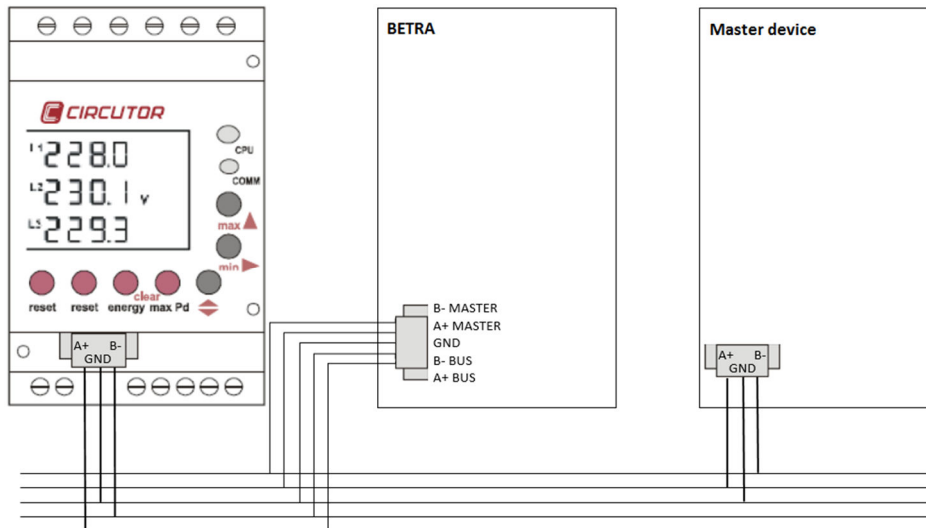 BETRA
Master device
CIRCUTOR
L1 228.0
L2 230.1 v
L3 229.3
CPU
COMM
max
min
clear
reset reset energy max Pd
A+ B-
GND
B- MASTER
A+ MASTER
GND
B- BUS
A+ BUS
A+ B-
GND